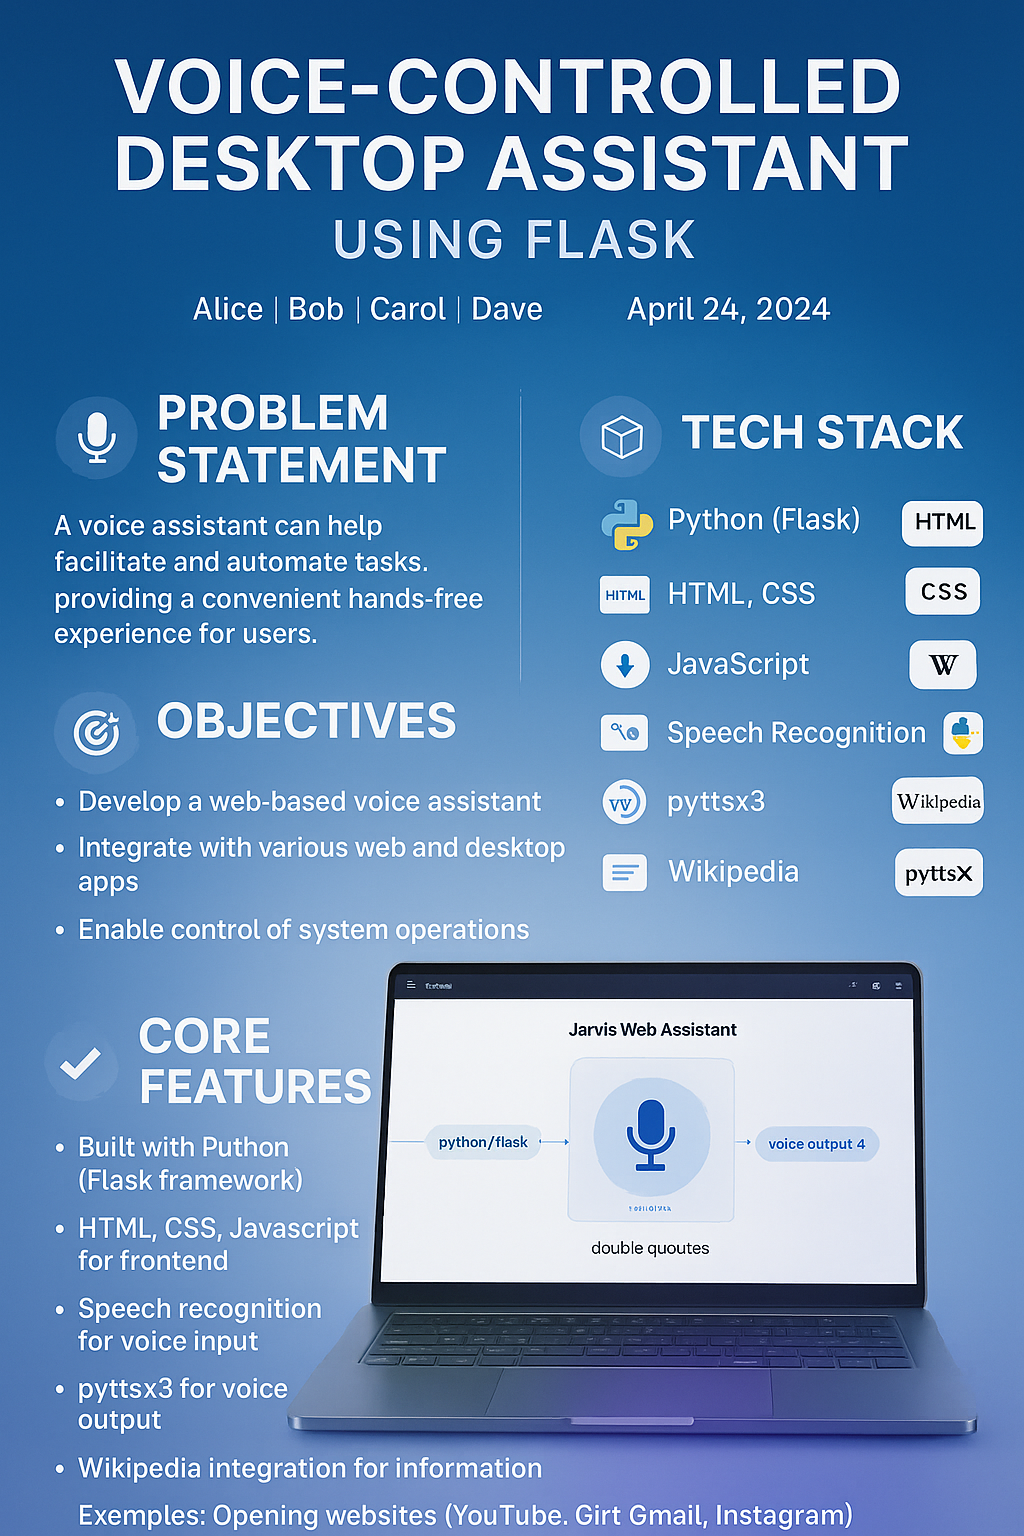 VOICE-CONTROLLED
DESKTOP ASSISTANT
USING FLASK
Alice | Bob | Carol | Dave
April 24, 2024
PROBLEM
STATEMENT
A voice assistant can help
facilitate and automate tasks.
providing a convenient hands-free
experience for users.
OBJECTIVES
• Develop a web-based voice assistant
• Integrate with various web and desktop
apps
• Enable control of system operations
TECH STACK
Python (Flask)
HTML
HITML
HTML, CSS
CSS
JavaScript
W
Speech Recognition
VV
pyttsx3
Wiklpedia
Wikipedia
pyttsX
CORE
FEATURES
• Built with Puthon
(Flask framework)
• HTML, CSS, Javascript
for frontend
• Speech recognition
for voice input
• pyttsx3 for voice
output
• Wikipedia integration for information
Exemples: Opening websites (YouTube. Girt Gmail, Instagram)
Jarvis Web Assistant
python/flask
voice output 4
double quoutes